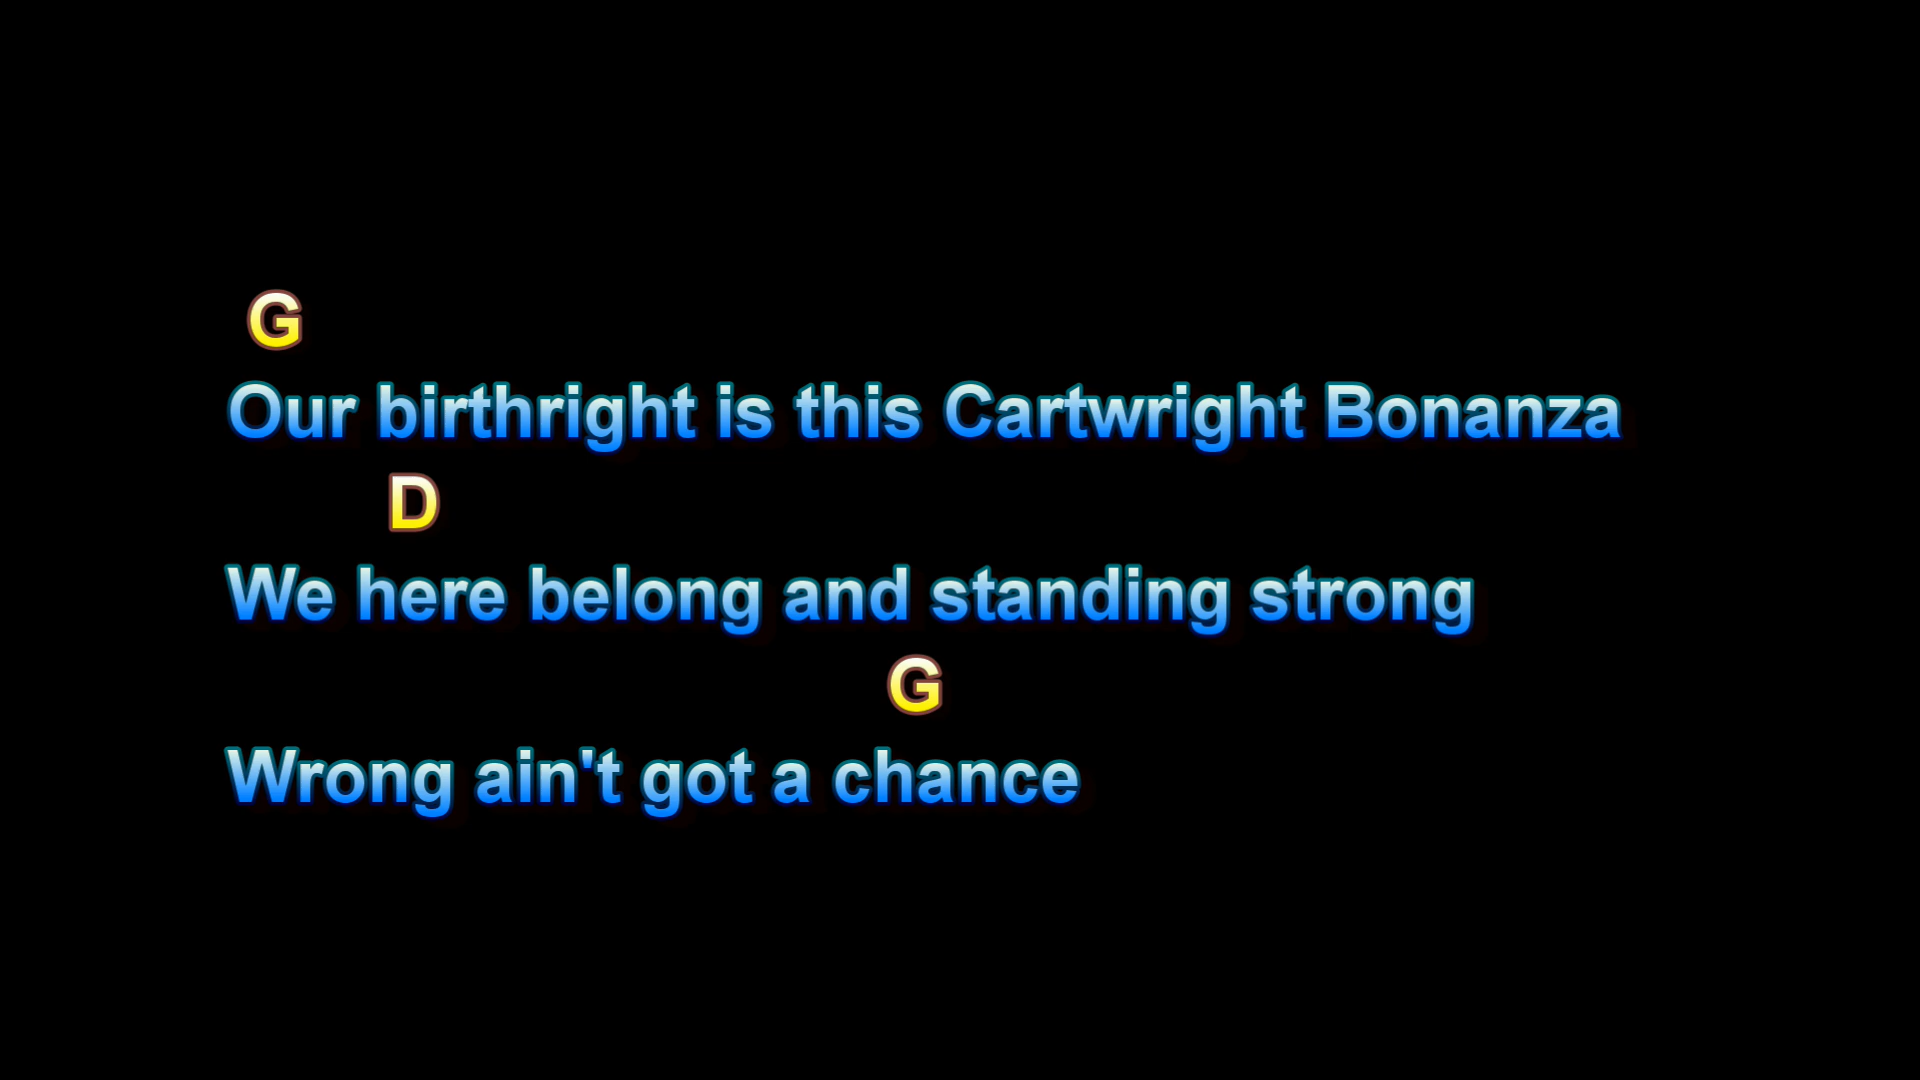 G
Our birthright is this Cartwright Bonanza
D
We here belong and standing strong
G
Wrong ain't got a chance